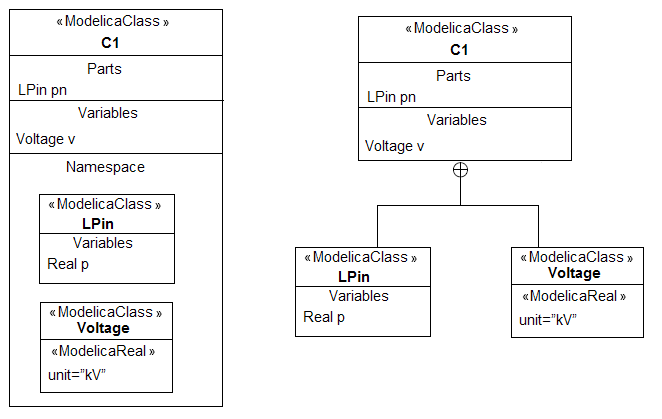 «ModelicaClass»
C1
Parts
LPin pn
Variables
Voltage v
Namespace
«ModelicaClass»
LPin
Variables
Real p
«ModelicaClass»
Voltage
«ModelicaReal»
unit=”kV”
«ModelicaClass»
C1
Parts
LPin pn
Variables
Voltage v
«ModelicaClass»
LPin
Variables
Real p
«ModelicaClass»
Voltage
«ModelicaReal»
unit=”kV”